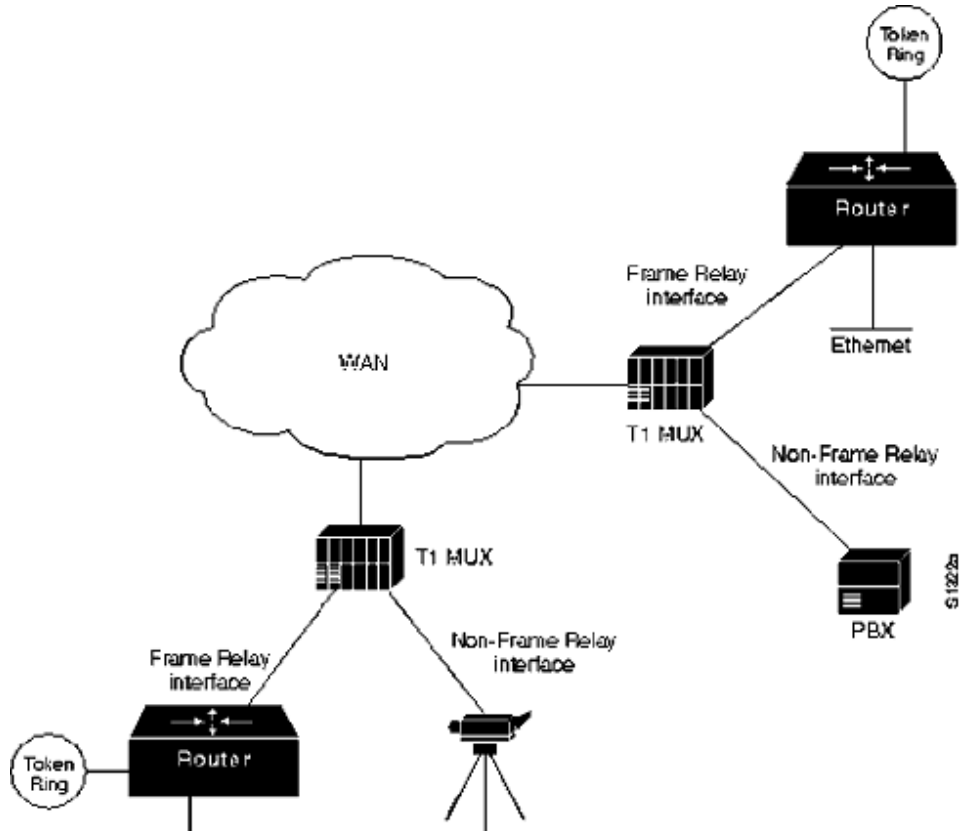 Token
Ring
Router
Frame Relay
interface
Ethernet
WAN
T1 MUX
Non-Frame Relay
interface
PBX
S1322a
T1 MUX
Non-Frame Relay
interface
Frame Relay
interface
Router
Token
Ring